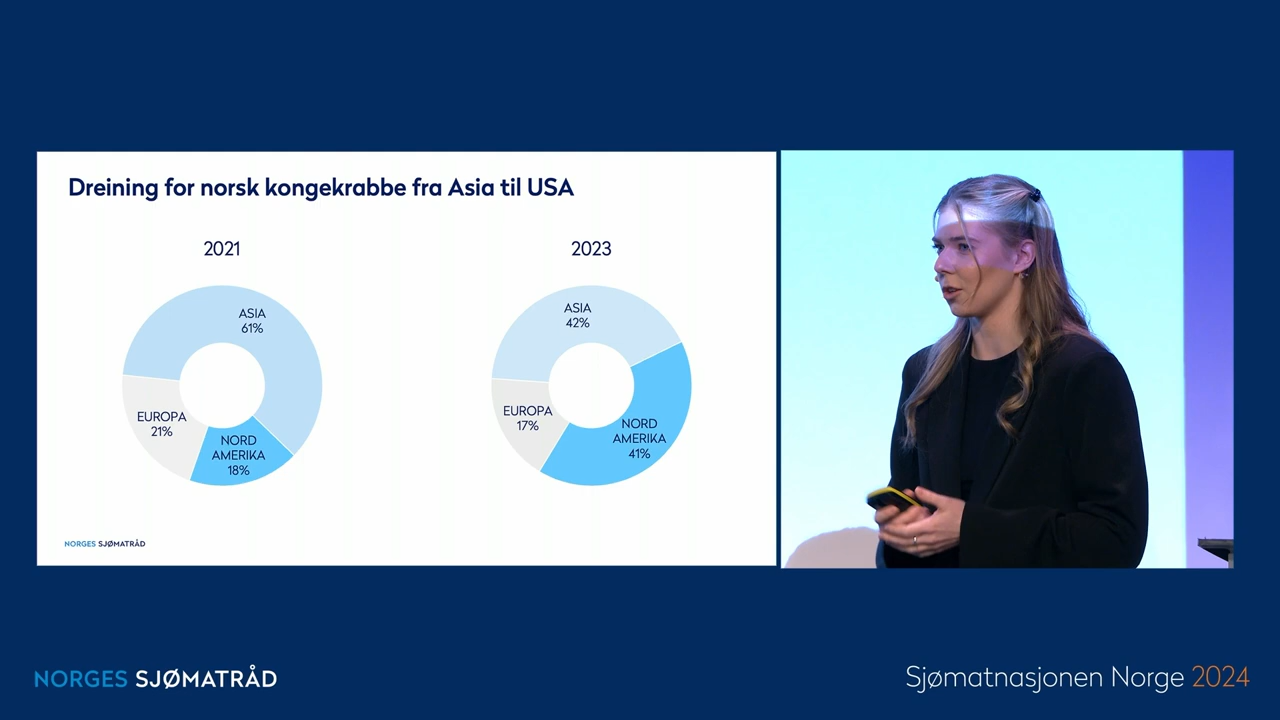 Dreining for norsk kongekrabbe fra Asia til USA
2021
ASIA
61%
EUROPA
21%
NORD
AMERIKA
18%
2023
ASIA
42%
EUROPA
17%
NORD
AMERIKA
41%
NORGES SJØMATRÅD
NORGES SJØMATRÅD
Sjømatnasjonen Norge 2024